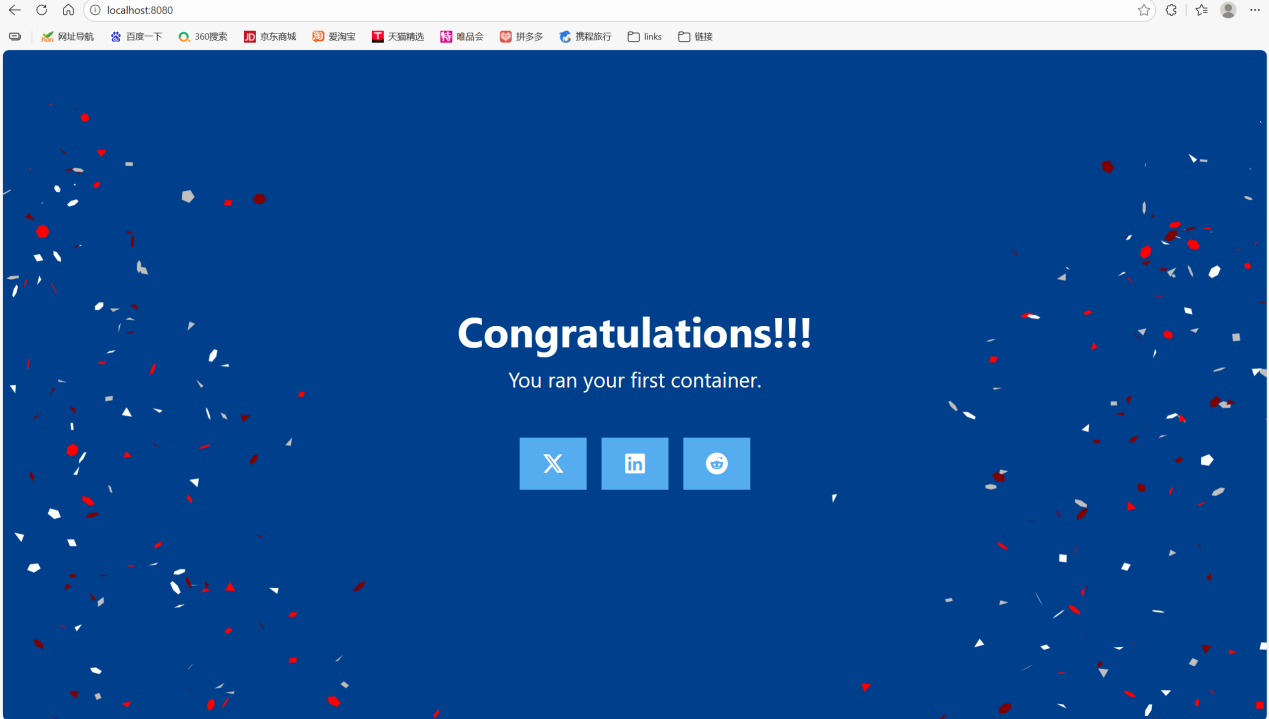 localhost:8080
网址导航 百度一下 360搜索 京东商城 爱淘宝 天猫精选 唯品会 拼多多 携程旅行 links 链接
Congratulations!!!
You ran your first container.